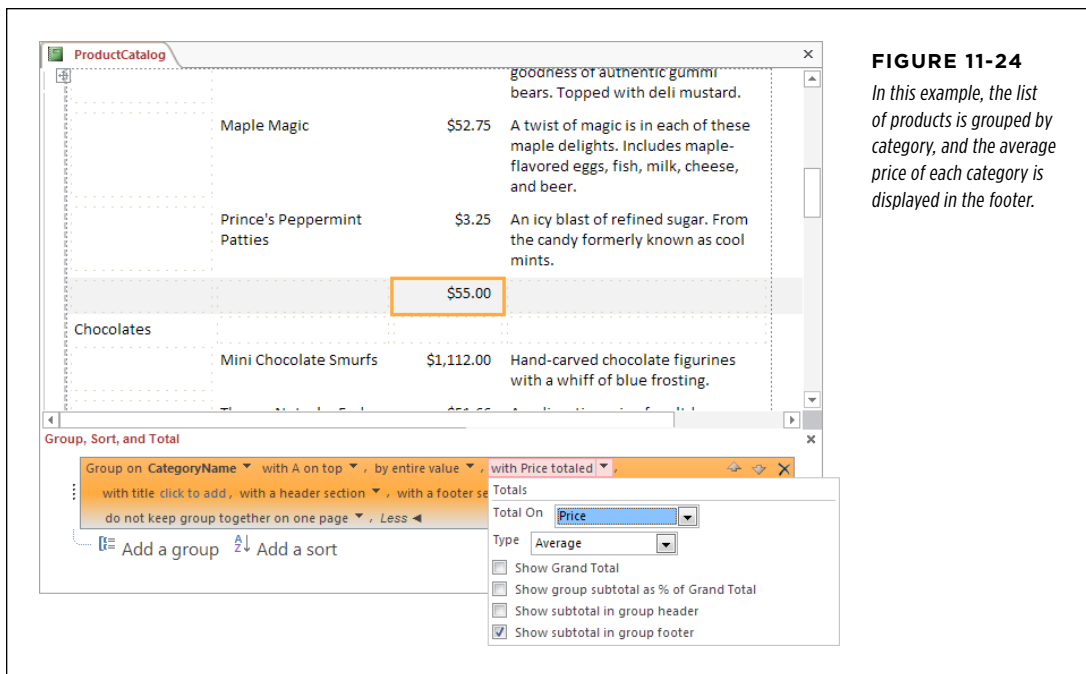 ProductCatalog
goodness of authentic gummi
bears. Topped with deli mustard.
Maple Magic $52.75 A twist of magic is in each of these
maple delights. Includes maple-
flavored eggs, fish, milk, cheese,
and beer.
Prince's Peppermint $3.25 An icy blast of refined sugar. From
Patties the candy formerly known as cool
mints.
$55.00
Chocolates
Mini Chocolate Smurfs $1,112.00 Hand-carved chocolate figurines
with a whiff of blue frosting.
Group, Sort, and Total
Group on CategoryName with A on top , by entire value , with Price totaled ,
with title click to add , with a header section , with a footer se
do not keep group together on one page , Less
Add a group Add a sort
Totals
Total On Price
Type Average
Show Grand Total
Show group subtotal as % of Grand Total
Show subtotal in group header
Show subtotal in group footer
FIGURE 11-24
In this example, the list
of products is grouped by
category, and the average
price of each category is
displayed in the footer.